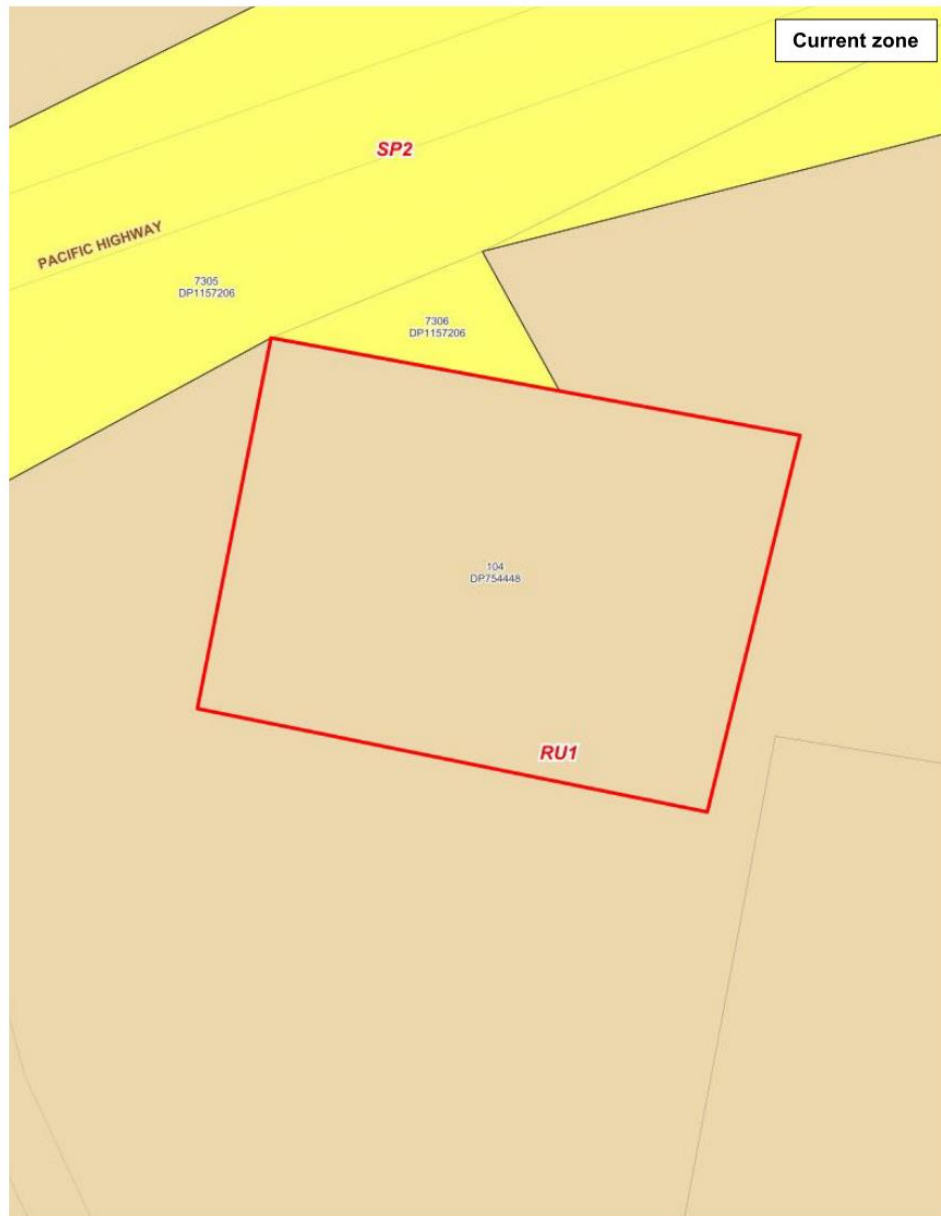 Current zone
SP2
PACIFIC HIGHWAY
7305
DP1157206
7306
DP1157206
104
DP754448
RU1